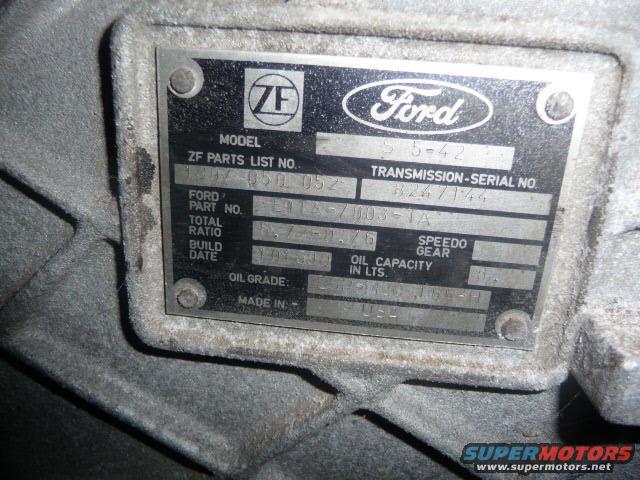 ZF Ford
MODEL S 5-42
ZF PARTS LIST NO. TRANSMISSION-SERIAL NO.
1307 050 052 8247144
FORD PART NO.
TOTAL RATIO SPEEDO GEAR
BUILD DATE OIL CAPACITY IN LTS.
OIL GRADE:
MADE IN:-
SUPERMOTORS
www.supermotors.net